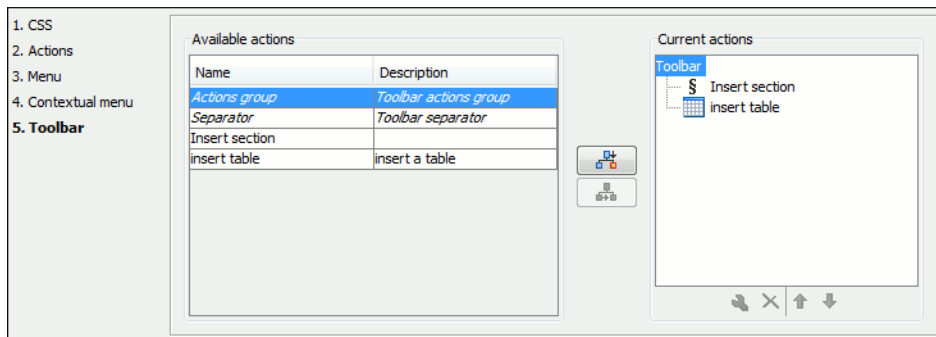 1. CSS
2. Actions
3. Menu
4. Contextual menu
5. Toolbar
Available actions
Name Description
Actions group Toolbar actions group
Separator Toolbar separator
Insert section
insert table insert a table
Current actions
Toolbar
§ Insert section
insert table